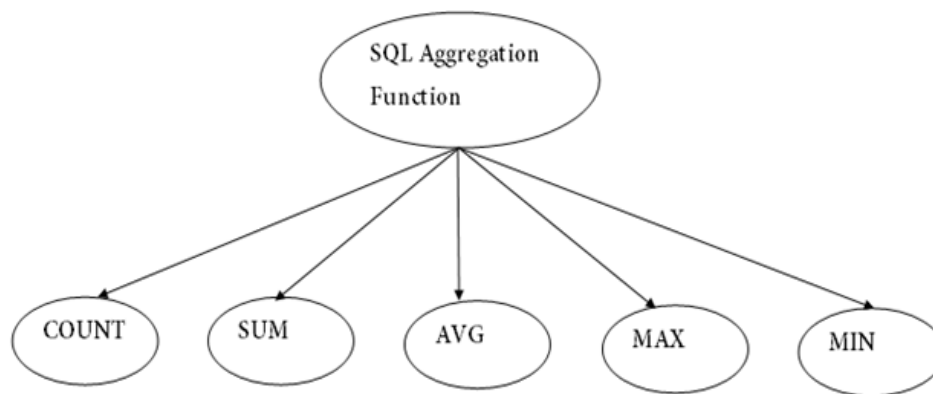 SQL Aggregation
Function
COUNT
SUM
AVG
MAX
MIN